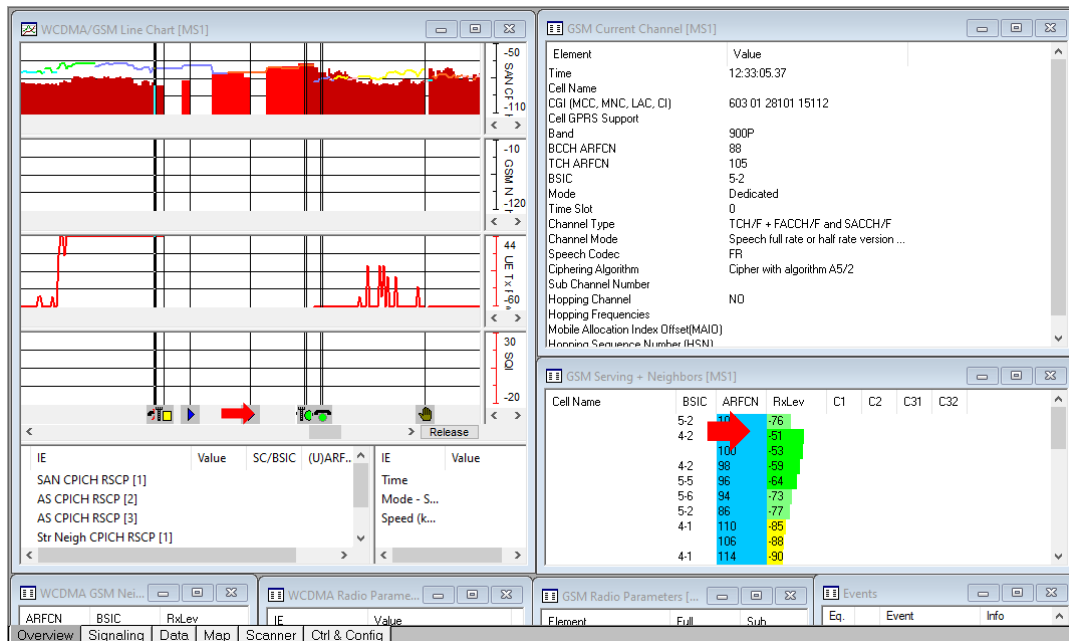 WCDMA/GSM Line Chart [MS1]
-50
SAN CF
-110
-10
GSM N
-120
44
UE Tx F
-60
30
SQI
-20
Release
IE Value SC/BSIC (U)ARF..
SAN CPICH RSCP [1]
AS CPICH RSCP [2]
AS CPICH RSCP [3]
Str Neigh CPICH RSCP [1]
IE Value
Time
Mode - S...
Speed (k...
GSM Current Channel [MS1]
Element Value
Time 12:33:05.37
Cell Name
CGI (MCC, MNC, LAC, CI) 603 01 28101 15112
Cell GPRS Support
Band 900P
BCCH ARFCN 88
TCH ARFCN 105
BSIC 5-2
Mode Dedicated
Time Slot 0
Channel Type TCH/F + FACCH/F and SACCH/F
Channel Mode Speech full rate or half rate version ...
Speech Codec FR
Ciphering Algorithm Cipher with algorithm A5/2
Sub Channel Number
Hopping Channel NO
Hopping Frequencies
Mobile Allocation Index Offset(MAIO)
Hopping Sequence Number (HSN)
GSM Serving + Neighbors [MS1]
Cell Name BSIC ARFCN RxLev C1 C2 C31 C32
5-2 -76
4-2 -51
100 -53
4-2 98 -59
5-5 96 -64
5-6 94 -73
5-2 86 -77
4-1 110 -85
106 -88
4-1 114 -90
WCDMA GSM Nei...
ARFCN BSIC RxLev
WCDMA Radio Parame...
IE Value
GSM Radio Parameters [...
Element Full Sub
Events
Eq. Event Info
Overview Signaling Data Map Scanner Ctrl & Config